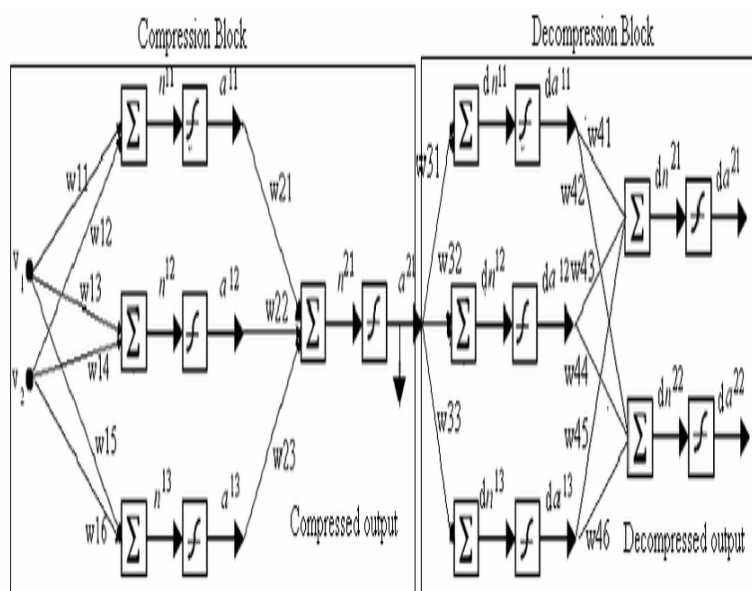 Compression Block
Decompression Block
n11 a11
dn11 da11
w11
w12
w21
w31
w41
w42
dn21 da21
v1
w13
n12 a12
w22
n21 a21
w32
dn12 da12
w43
v2
w14
w44
w15
w23
w33
w45
dn22 da22
w16
n13 a13
dn13 da13
w46
Compressed output
Decompressed output
Σ f
Σ f
Σ f
Σ f
Σ f
Σ f
Σ f
Σ f
Σ f